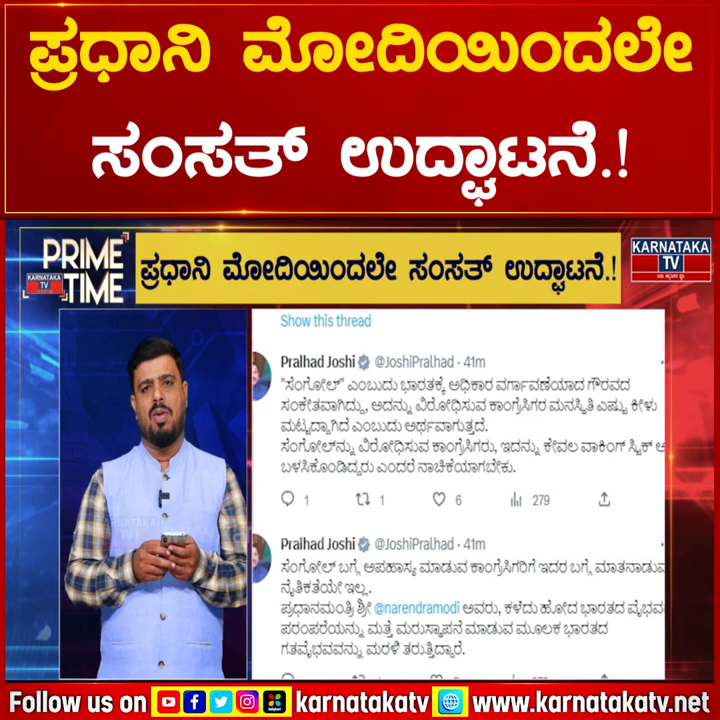 ಪ್ರಧಾನಿ ಮೋದಿಯಿಂದಲೇ
ಸಂಸತ್ ಉದ್ಘಾಟನೆ.!
PRIME TIME
KARNATAKA TV
ಪ್ರಧಾನಿ ಮೋದಿಯಿಂದಲೇ ಸಂಸತ್ ಉದ್ಘಾಟನೆ.!
KARNATAKA
TV
Show this thread
Pralhad Joshi @JoshiPralhad · 41m
"ಸೆಂಗೋಲ್" ಎಂಬುದು ಭಾರತಕ್ಕೆ ಅಧಿಕಾರ ವರ್ಗಾವಣೆಯಾದ ಗೌರವದ
ಸಂಕೇತವಾಗಿದ್ದು, ಅದನ್ನು ವಿರೋಧಿಸುವ ಕಾಂಗ್ರೆಸಿಗರ ಮನಸ್ಥಿತಿ ಎಷ್ಟು ಕೀಳು
ಮಟ್ಟದ್ದಾಗಿದೆ ಎಂಬುದು ಅರ್ಥವಾಗುತ್ತದೆ.
ಸೆಂಗೋಲ್‌ನ್ನು ವಿರೋಧಿಸುವ ಕಾಂಗ್ರೆಸಿಗರು, ಇದನ್ನು ಕೇವಲ ವಾಕಿಂಗ್ ಸ್ಟಿಕ್
ಬಳಸಿಕೊಂಡಿದ್ದರು ಎಂದರೆ ನಾಚಿಕೆಯಾಗಬೇಕು.
1 1 6 279
Pralhad Joshi @JoshiPralhad · 41m
ಸೆಂಗೋಲ್ ಬಗ್ಗೆ ಅಪಹಾಸ್ಯ ಮಾಡುವ ಕಾಂಗ್ರೆಸಿಗರಿಗೆ ಇದರ ಬಗ್ಗೆ ಮಾತನಾಡುವ
ನೈತಿಕತೆಯೇ ಇಲ್ಲ.
ಪ್ರಧಾನಮಂತ್ರಿ ಶ್ರೀ @narendramodi ಅವರು, ಕಳೆದು ಹೋದ ಭಾರತದ ವೈಭವ
ಪರಂಪರೆಯನ್ನು ಮತ್ತೆ ಮರುಸ್ಥಾಪನೆ ಮಾಡುವ ಮೂಲಕ ಭಾರತದ
ಗತವೈಭವವನ್ನು ಮರಳಿ ತರುತ್ತಿದ್ದಾರೆ.
KARNATAKA
TV
Follow us on karnatakatv www.karnatakatv.net